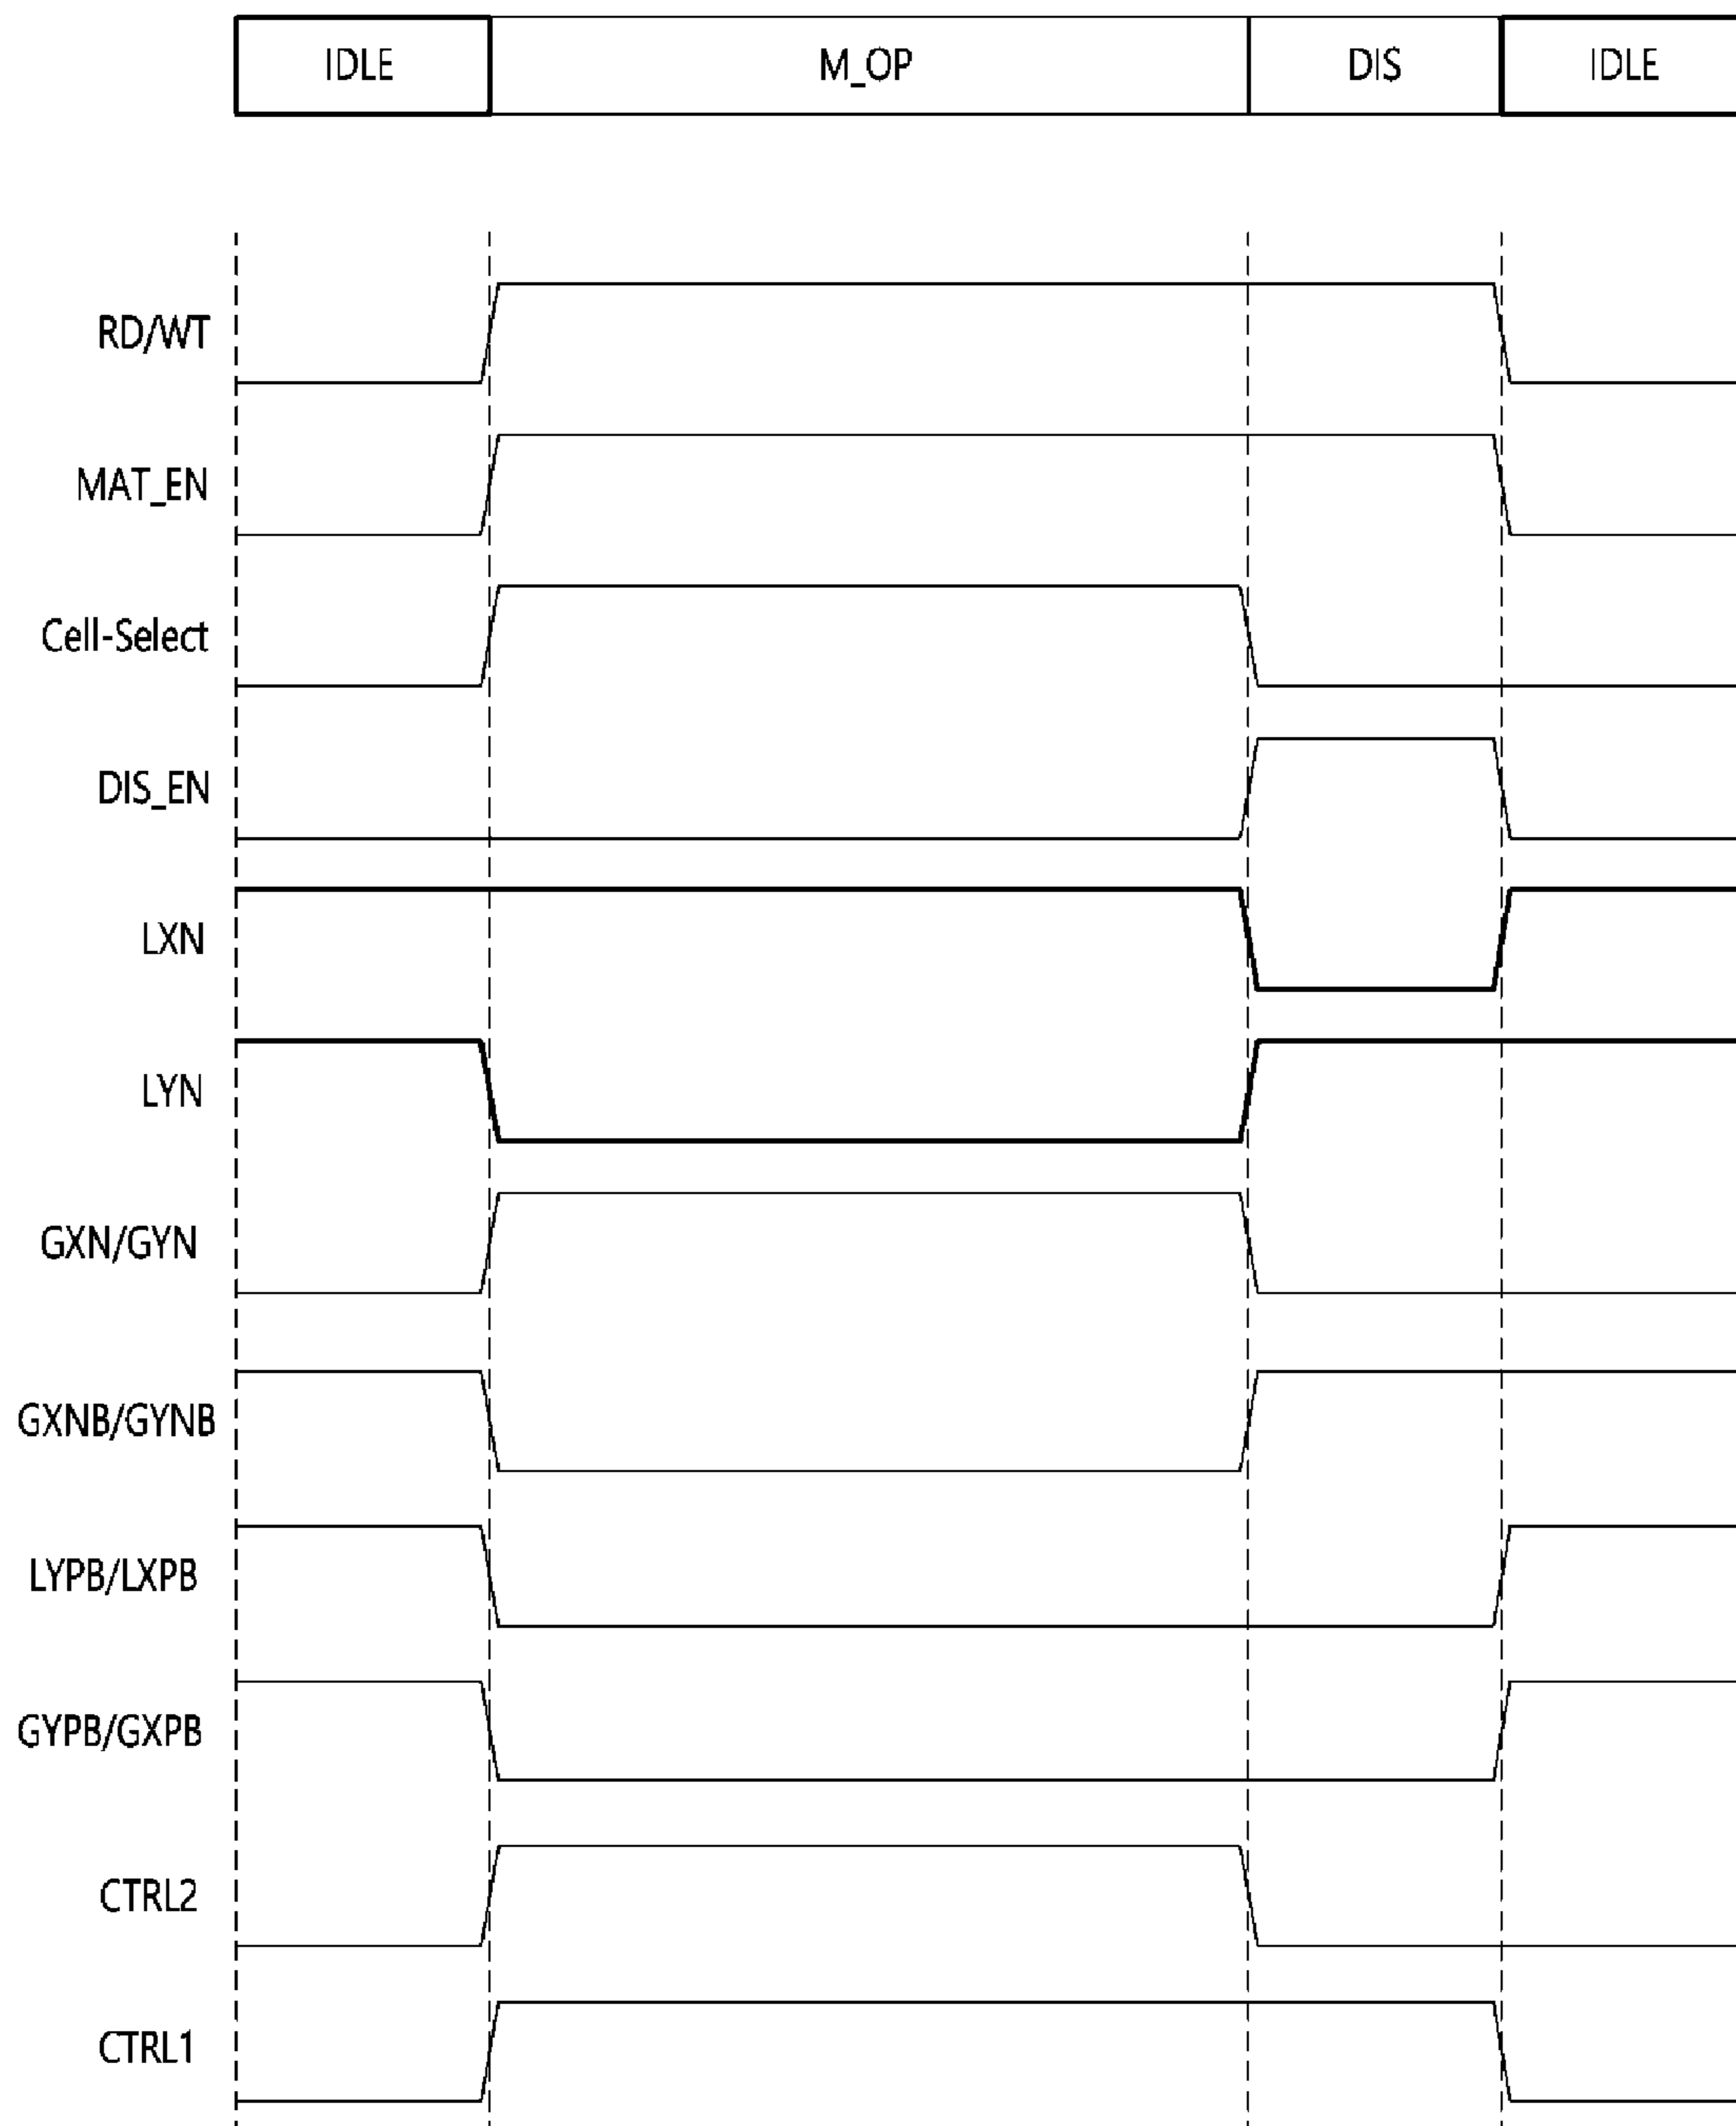 IDLE M_OP DIS IDLE
RD/WT
MAT_EN
Cell-Select
DIS_EN
LXN
LYN
GXN/GYN
GXNB/GYNB
LYPB/LXPB
GYPB/GXPB
CTRL2
CTRL1